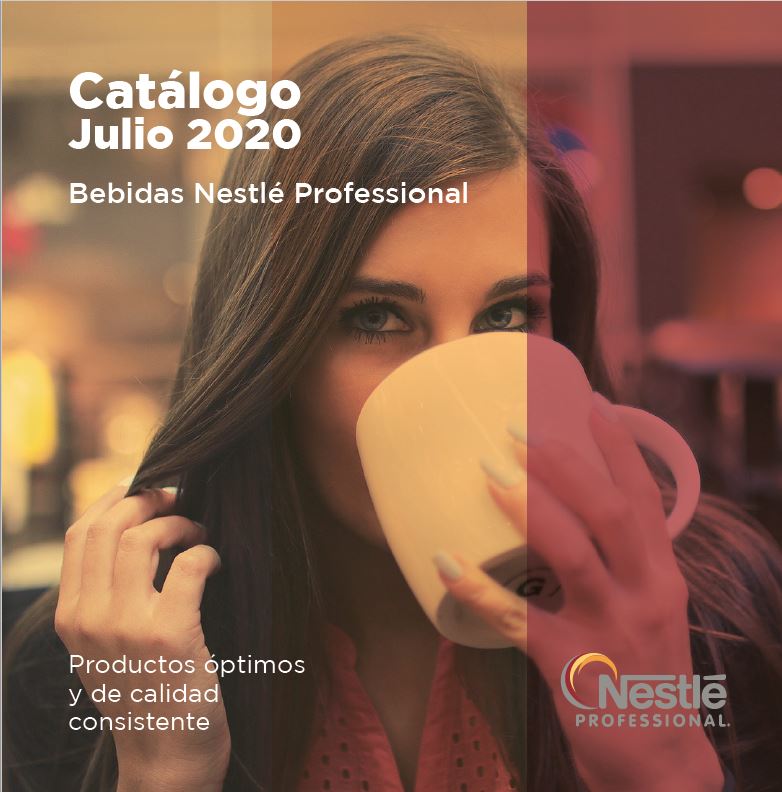 Catálogo
Julio 2020
Bebidas Nestlé Professional
G
Productos óptimos
y de calidad
consistente
Nestlé
PROFESSIONAL.